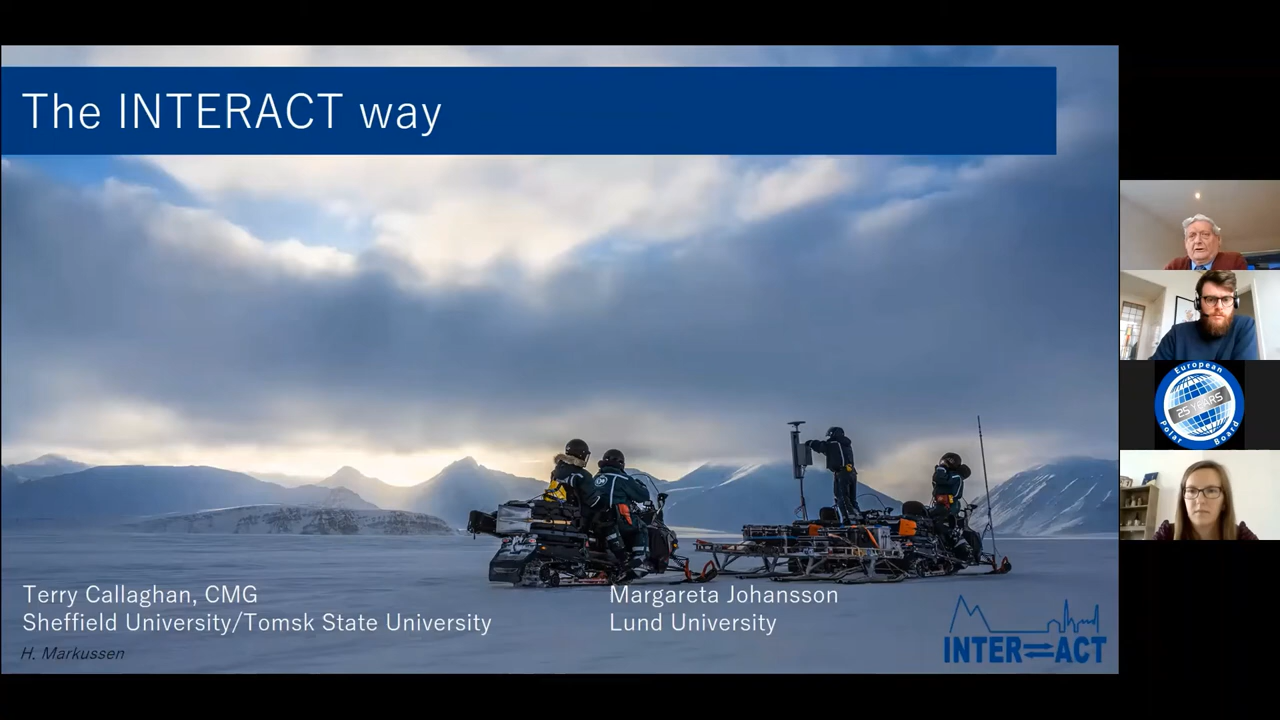 The INTERACT way
Terry Callaghan, CMG
Sheffield University/Tomsk State University
H. Markussen
Margareta Johansson
Lund University
INTERACT
European
25 YEARS
Polar Board